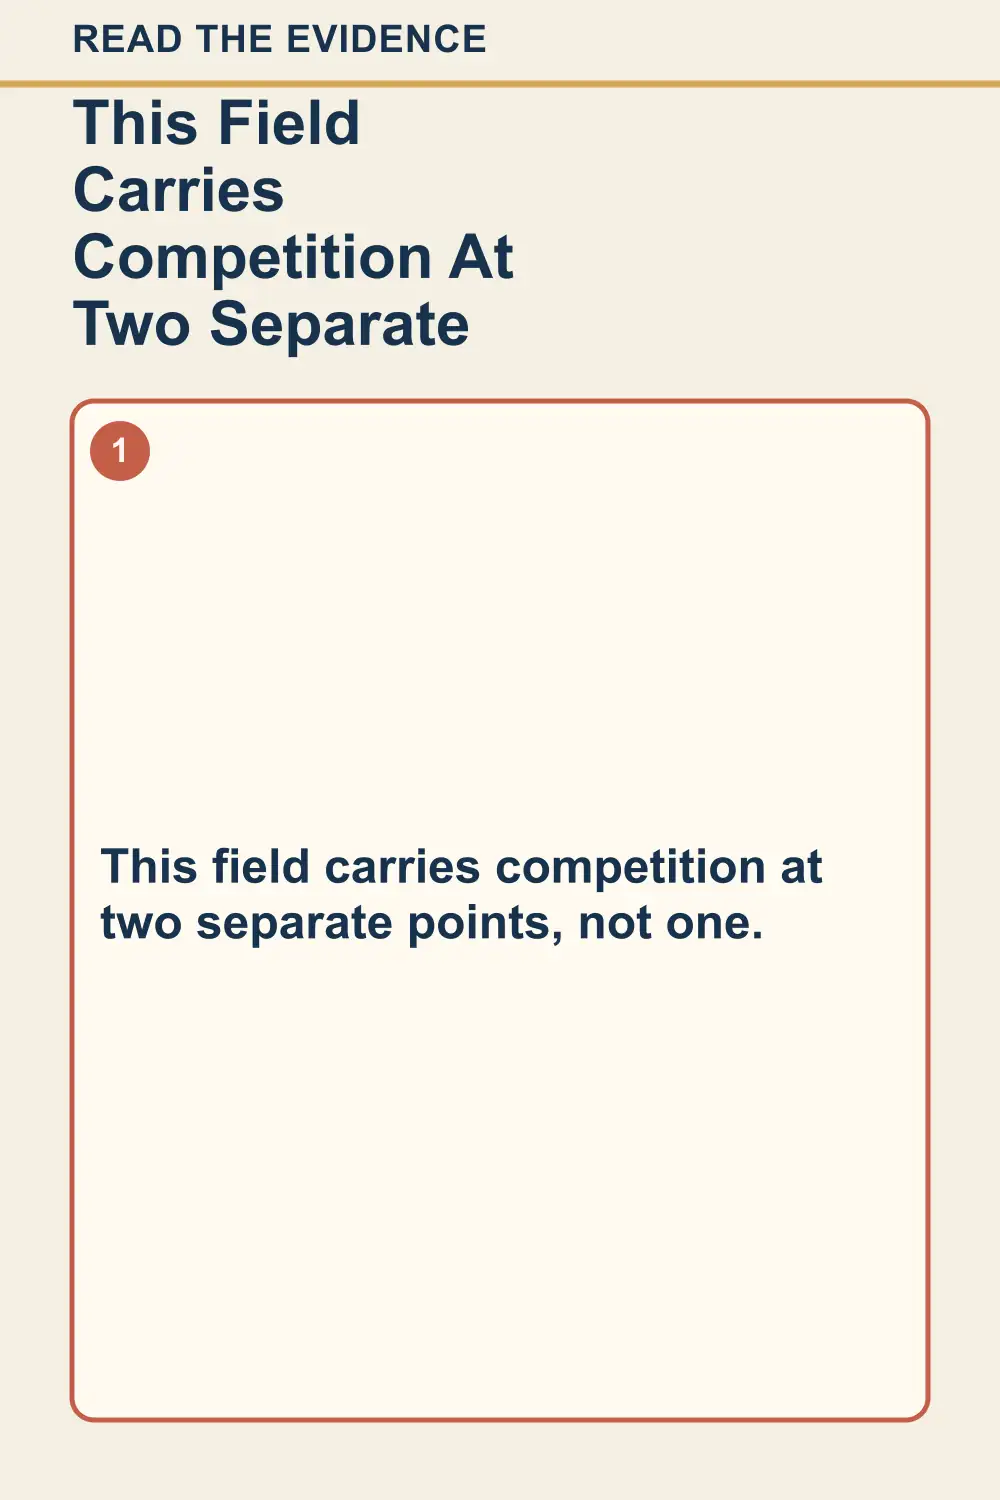 READ THE EVIDENCE
This Field
Carries
Competition At
Two Separate
1
This field carries competition at
two separate points, not one.